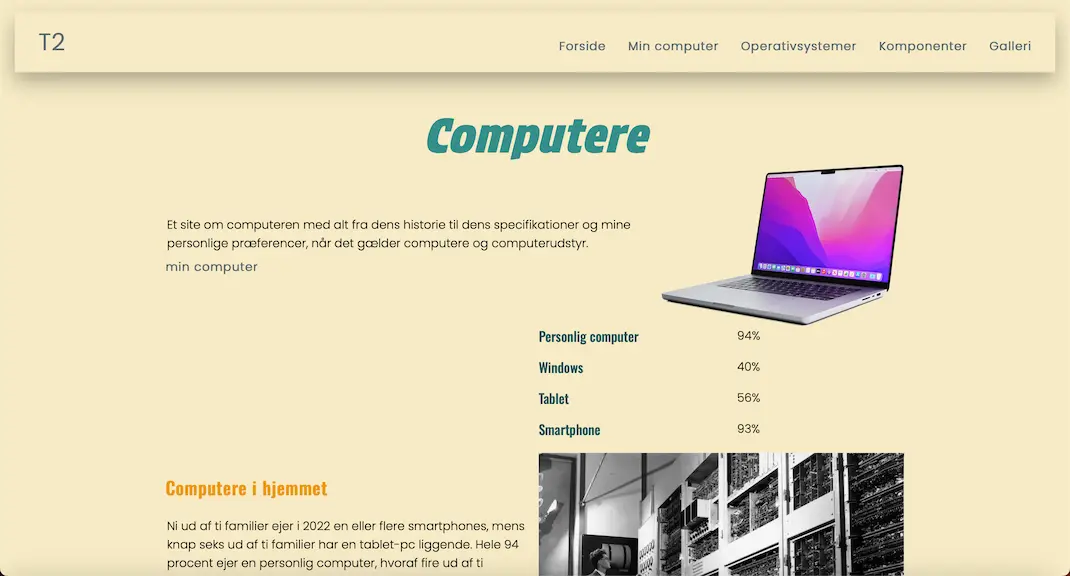 T2
Forside Min computer Operativsystemer Komponenter Galleri
Computere
Et site om computeren med alt fra dens historie til dens specifikationer og mine
personlige præferencer, når det gælder computere og computerudstyr.
min computer
Personlig computer 94%
Windows 40%
Tablet 56%
Smartphone 93%
Computere i hjemmet
Ni ud af ti familier ejer i 2022 en eller flere smartphones, mens
knap seks ud af ti familier har en tablet-pc liggende. Hele 94
procent ejer en personlig computer, hvoraf fire ud af ti